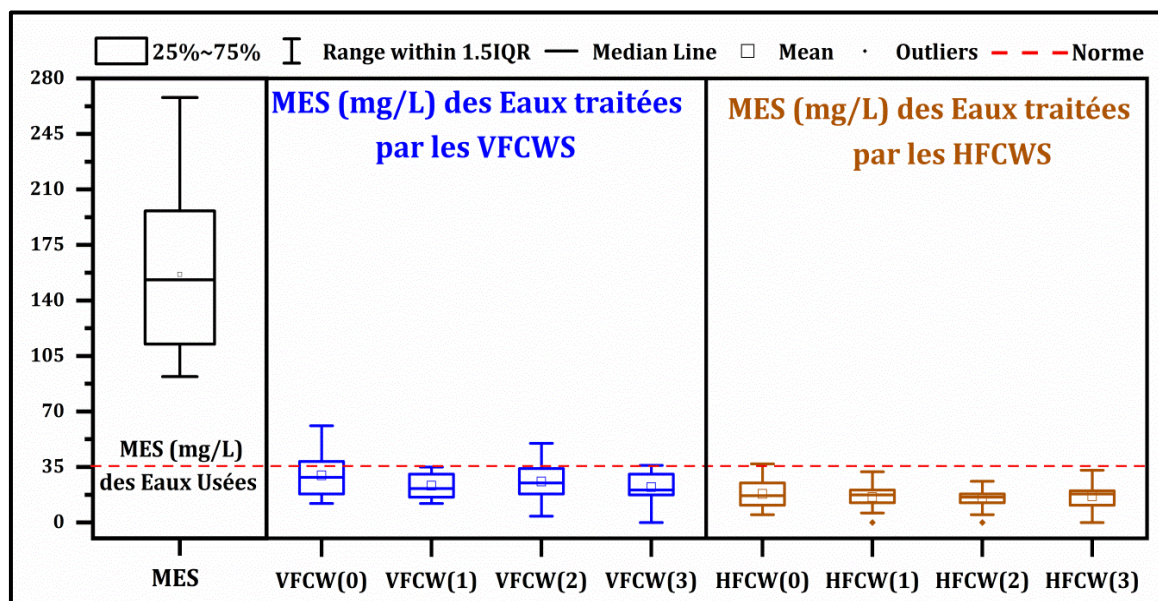 25%~75% Range within 1.5IQR Median Line Mean Outliers Norme
280
245
210
175
140
105
70
35
0
MES (mg/L)
des Eaux Usées
MES (mg/L) des Eaux traitées
par les VFCWS
MES (mg/L) des Eaux traitées
par les HFCWS
MES VFCW(0) VFCW(1) VFCW(2) VFCW(3) HFCW(0) HFCW(1) HFCW(2) HFCW(3)